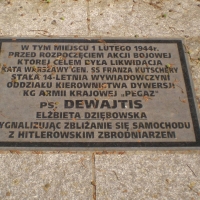 W TYM MIEJSCU 1 LUTEGO 1944r.
PRZED ROZPOCZĘCIEM AKCJI BOJOWEJ
KTÓREJ CELEM BYŁA LIKWIDACJA
KATA WARSZAWY GEN. SS FRANZA KUTSCHERY
STAŁA 14-LETNIA WYWIADOWCZYNI
ODDZIAŁU KIEROWNICTWA DYWERSJI
KG ARMII KRAJOWEJ „PEGAZ”
PS: DEWAJTIS
ELŻBIETA DZIĘBOWSKA
SYGNALIZUJĄC ZBLIŻANIE SIĘ SAMOCHODU
Z HITLEROWSKIM ZBRODNIARZEM